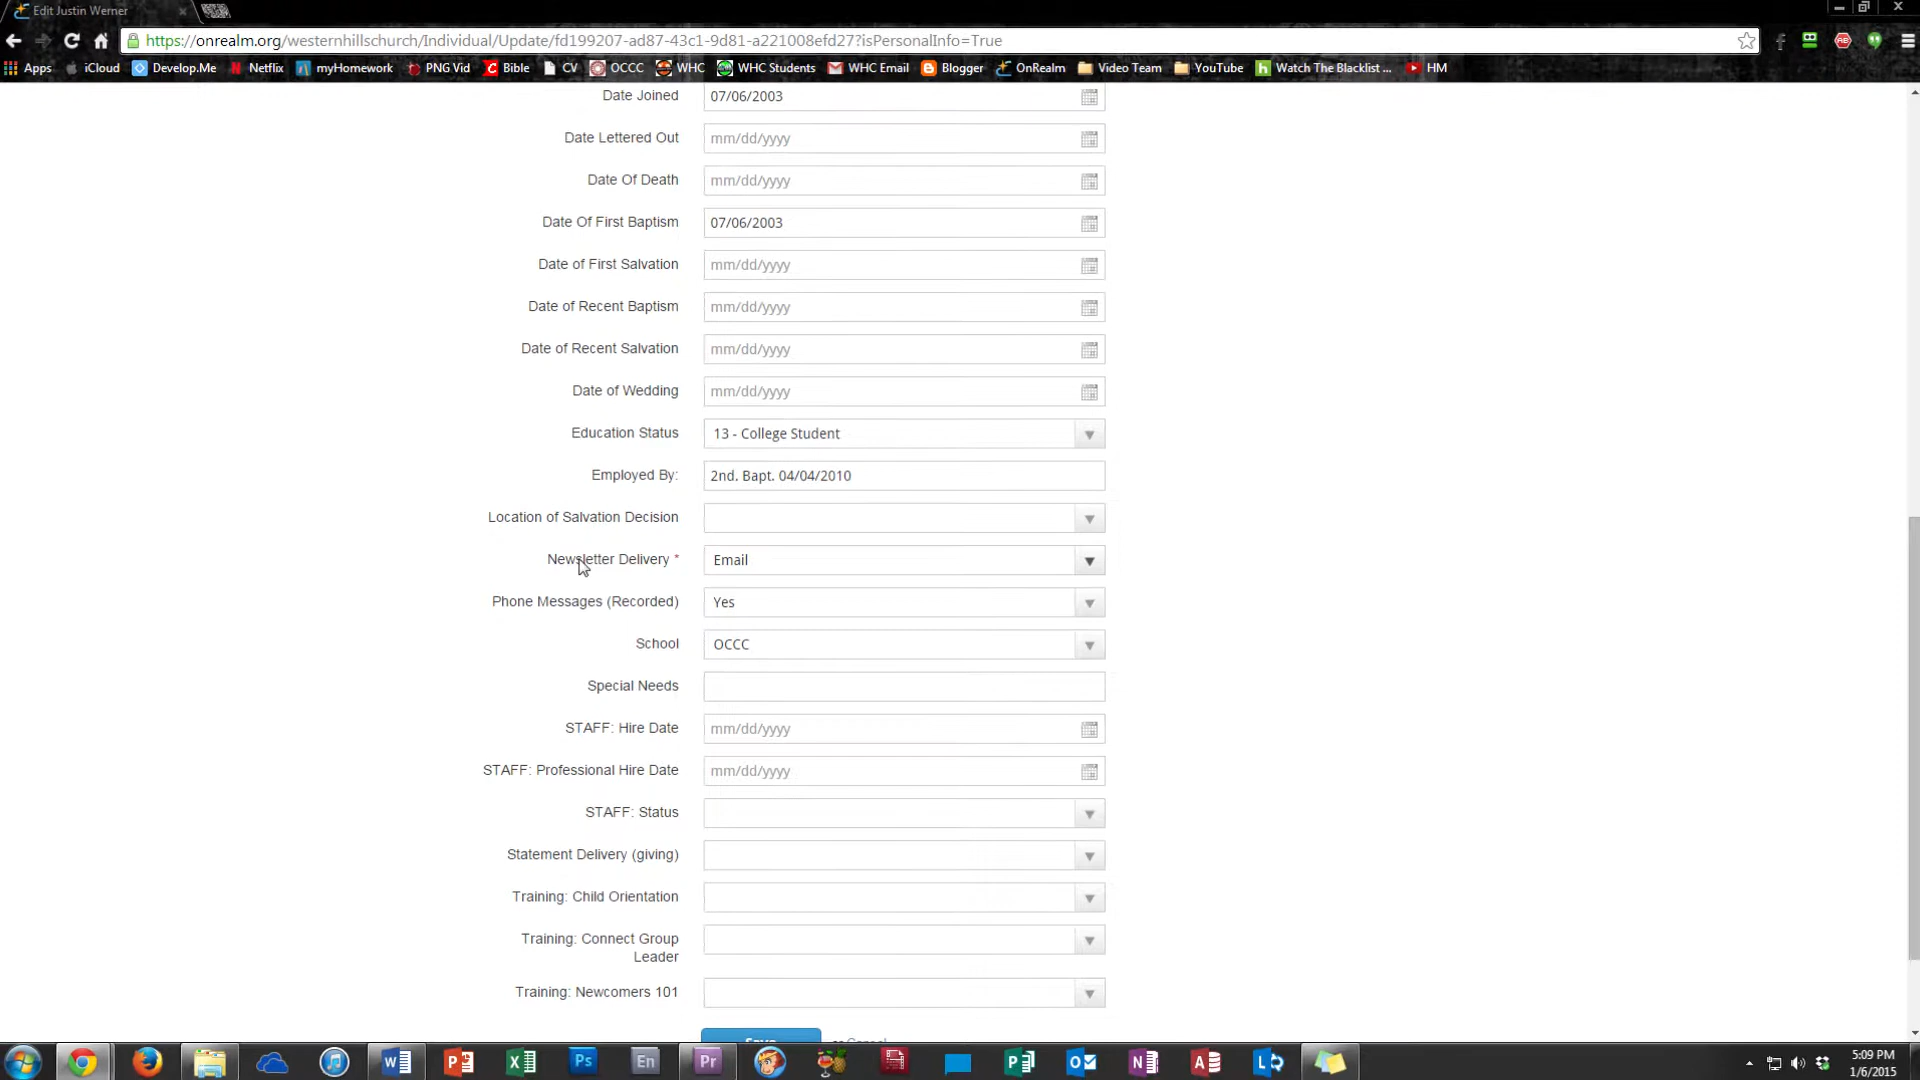 Edit Justin Werner
https://onrealm.org/westernhillschurch/Individual/Update/fd199207-ad87-43c1-9d81-a221008efd27?isPersonalInfo=True
Apps iCloud Develop.Me Netflix myHomework PNG Vid Bible CV OCCC WHC WHC Students WHC Email Blogger OnRealm Video Team YouTube Watch The Blacklist ... HM
Date Joined 07/06/2003
Date Lettered Out mm/dd/yyyy
Date Of Death mm/dd/yyyy
Date Of First Baptism 07/06/2003
Date of First Salvation mm/dd/yyyy
Date of Recent Baptism mm/dd/yyyy
Date of Recent Salvation mm/dd/yyyy
Date of Wedding mm/dd/yyyy
Education Status 13 - College Student
Employed By: 2nd. Bapt. 04/04/2010
Location of Salvation Decision
Newsletter Delivery * Email
Phone Messages (Recorded) Yes
School OCCC
Special Needs
STAFF: Hire Date mm/dd/yyyy
STAFF: Professional Hire Date mm/dd/yyyy
STAFF: Status
Statement Delivery (giving)
Training: Child Orientation
Training: Connect Group
Leader
Training: Newcomers 101
Save or Cancel
5:09 PM
1/6/2015